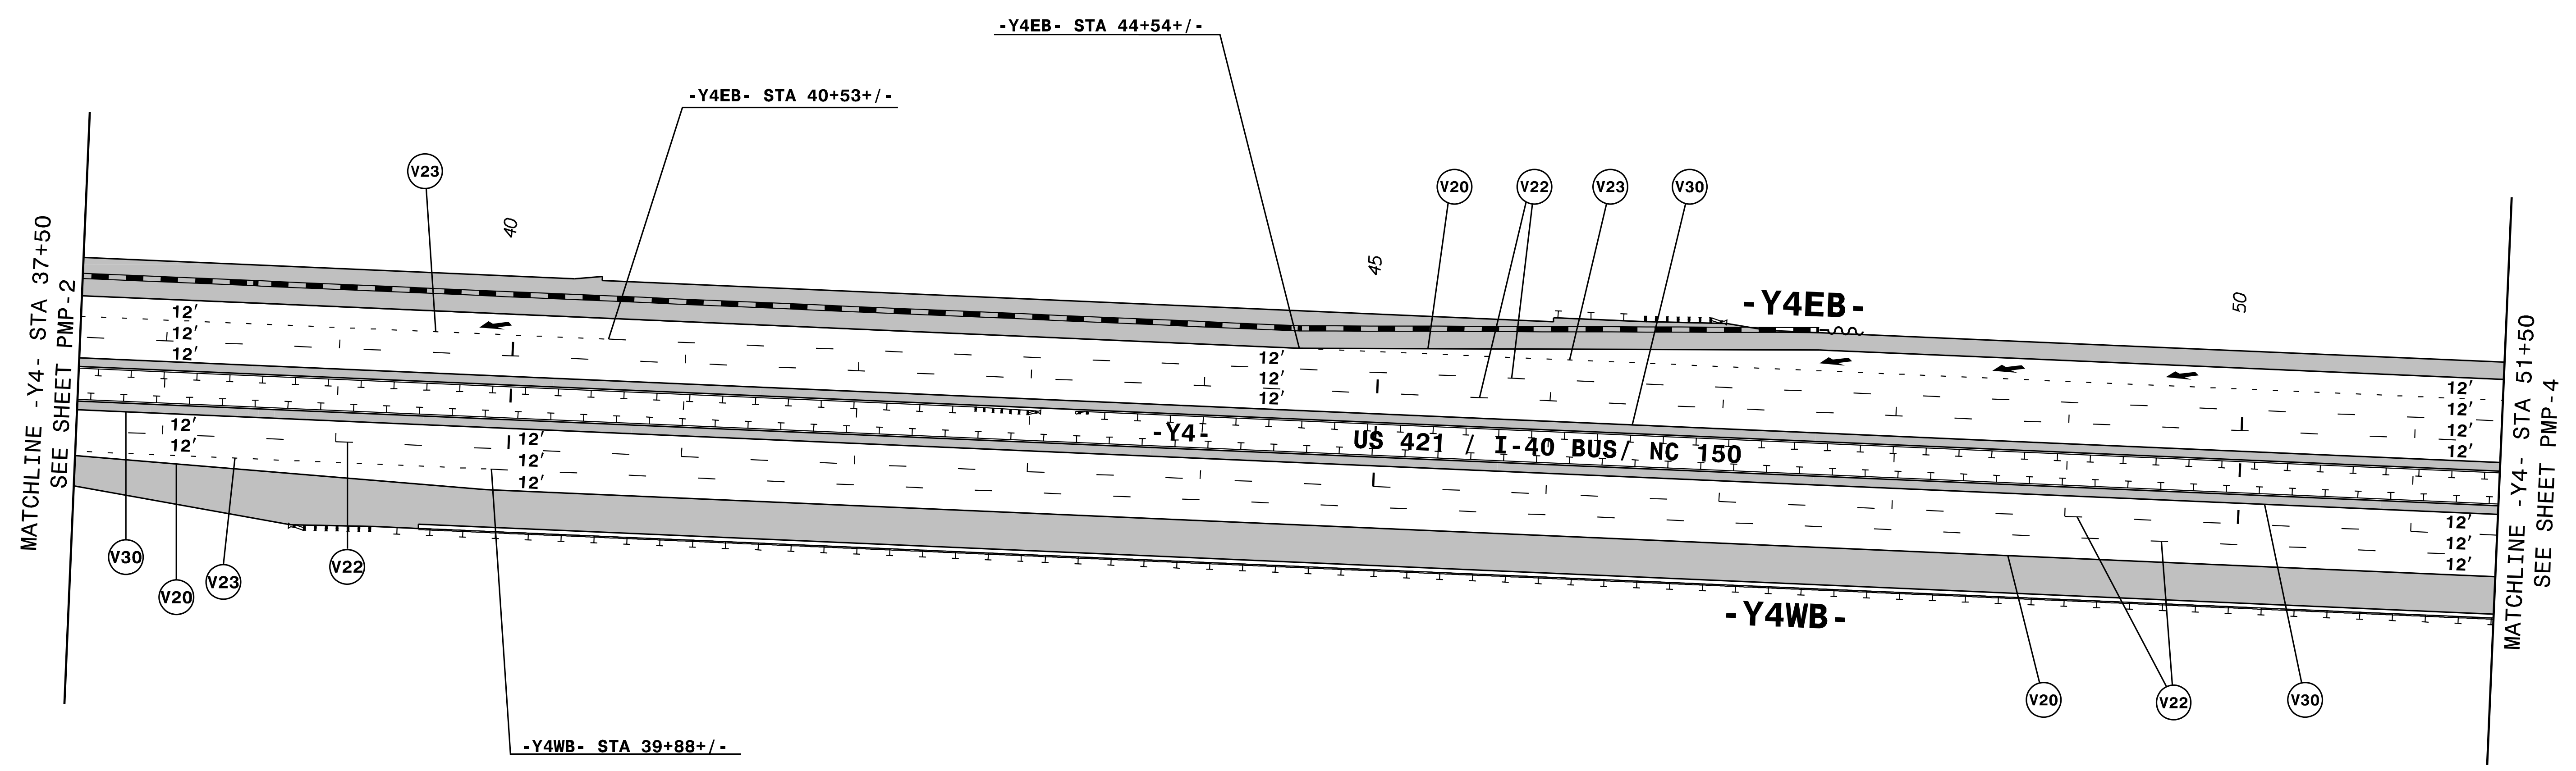 -Y4EB- STA 44+54+/-
-Y4EB- STA 40+53+/-
V23
V20
V22
V23
V30
40
45
50
MATCHLINE -Y4- STA 37+50
SEE SHEET PMP-2
-Y4EB-
12'
12'
12'
12'
12'
12'
12'
12'
12'
12'
-Y4-
US 421 / I-40 BUS/ NC 150
12'
12'
12'
12'
12'
12'
12'
12'
MATCHLINE -Y4- STA 51+50
SEE SHEET PMP-4
V30
V20
V23
V22
-Y4WB-
V20
V22
V30
-Y4WB- STA 39+88+/-